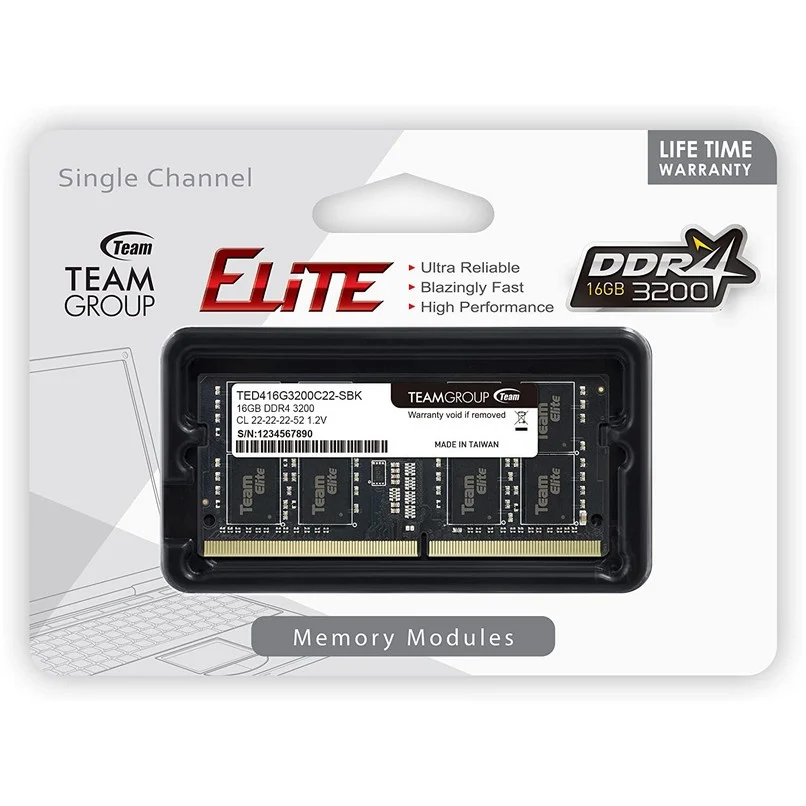 Single Channel
LIFE TIME
WARRANTY
Team
TEAM
GROUP
ELiTE
Ultra Reliable
Blazingly Fast
High Performance
DDR4
16GB 3200
TED416G3200C22-SBK
16GB DDR4 3200
CL 22-22-22-52 1.2V
S/N:1234567890
TEAMGROUP Team
Warranty void if removed
MADE IN TAIWAN
Team Elite
Team Elite
Team Elite
Team Elite
Elite
Memory Modules